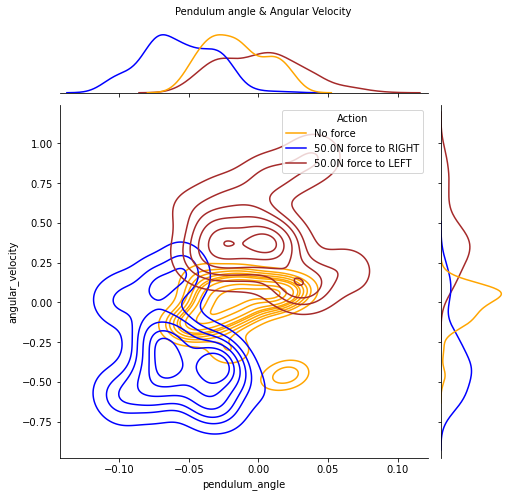 Pendulum angle & Angular Velocity
Action
No force
50.0N force to RIGHT
50.0N force to LEFT
1.00
0.75
0.50
0.25
0.00
−0.25
−0.50
−0.75
angular_velocity
−0.10
−0.05
0.00
0.05
0.10
pendulum_angle